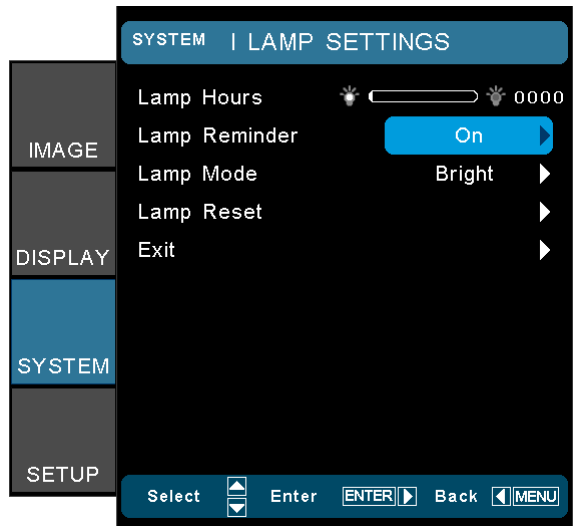 SYSTEM I LAMP SETTINGS
Lamp Hours 0000
Lamp Reminder On
Lamp Mode Bright
Lamp Reset
Exit
IMAGE
DISPLAY
SYSTEM
SETUP
Select Enter ENTER Back MENU